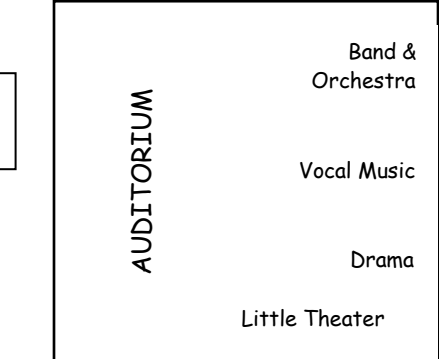 AUDITORIUM
Band &
Orchestra
Vocal Music
Drama
Little Theater